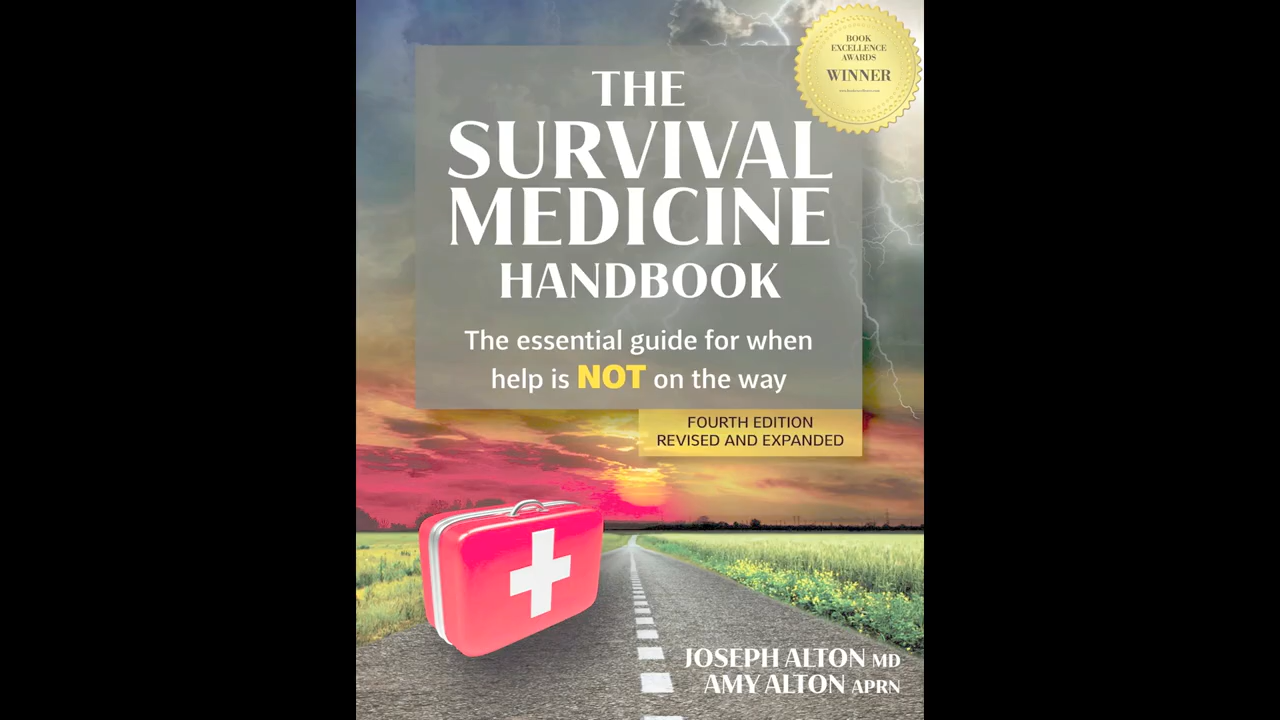 BOOK
EXCELLENCE
AWARDS
WINNER
THE
SURVIVAL
MEDICINE
HANDBOOK
The essential guide for when
help is NOT on the way
FOURTH EDITION
REVISED AND EXPANDED
JOSEPH ALTON MD
AMY ALTON APRN